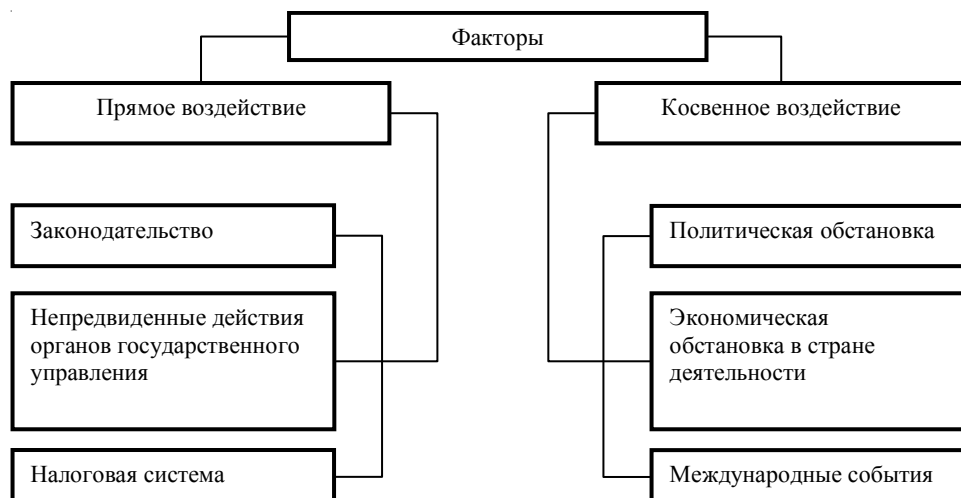 Факторы
Прямое воздействие
Косвенное воздействие
Законодательство
Политическая обстановка
Непредвиденные действия
органов государственного
управления
Экономическая
обстановка в стране
деятельности
Налоговая система
Международные события